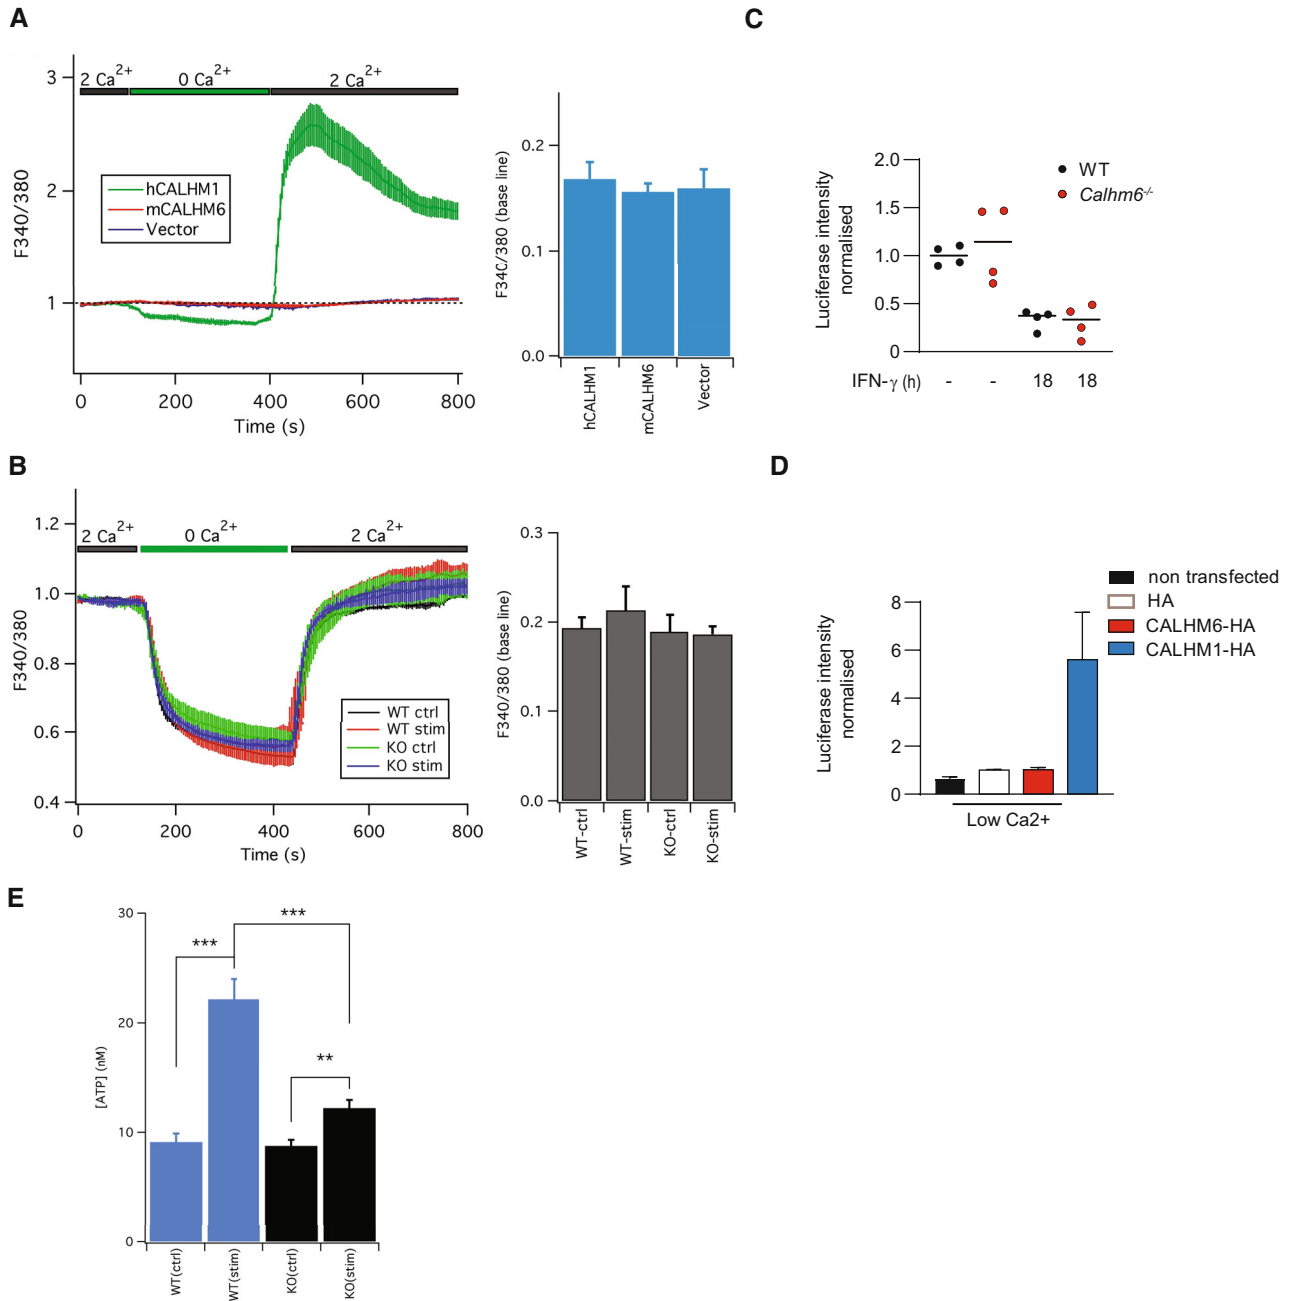 A
2 Ca2+
0 Ca2+
2 Ca2+
3
2
1
F340/380
hCALHM1
mCALHM6
Vector
0
200
400
600
800
Time (s)
0.2
0.1
0.0
F340/380 (base line)
hCALHM1
mCALHM6
Vector
C
2.0
1.5
1.0
0.5
0
Luciferase intensity
normalised
WT
Calhm6-/-
IFN-γ (h)
-
-
18
18
B
2 Ca2+
0 Ca2+
2 Ca2+
1.2
1.0
0.8
0.6
0.4
F340/380
WT ctrl
WT stim
KO ctrl
KO stim
0
200
400
600
800
Time (s)
0.3
0.2
0.1
0.0
F340/380 (base line)
WT-ctrl
WT-stim
KO-ctrl
KO-stim
D
8
6
4
2
0
Luciferase intensity
normalised
non transfected
HA
CALHM6-HA
CALHM1-HA
Low Ca2+
E
30
20
10
0
[ATP] (nM)
***
***
**
WT(ctrl)
WT(stim)
KO(ctrl)
KO(stim)